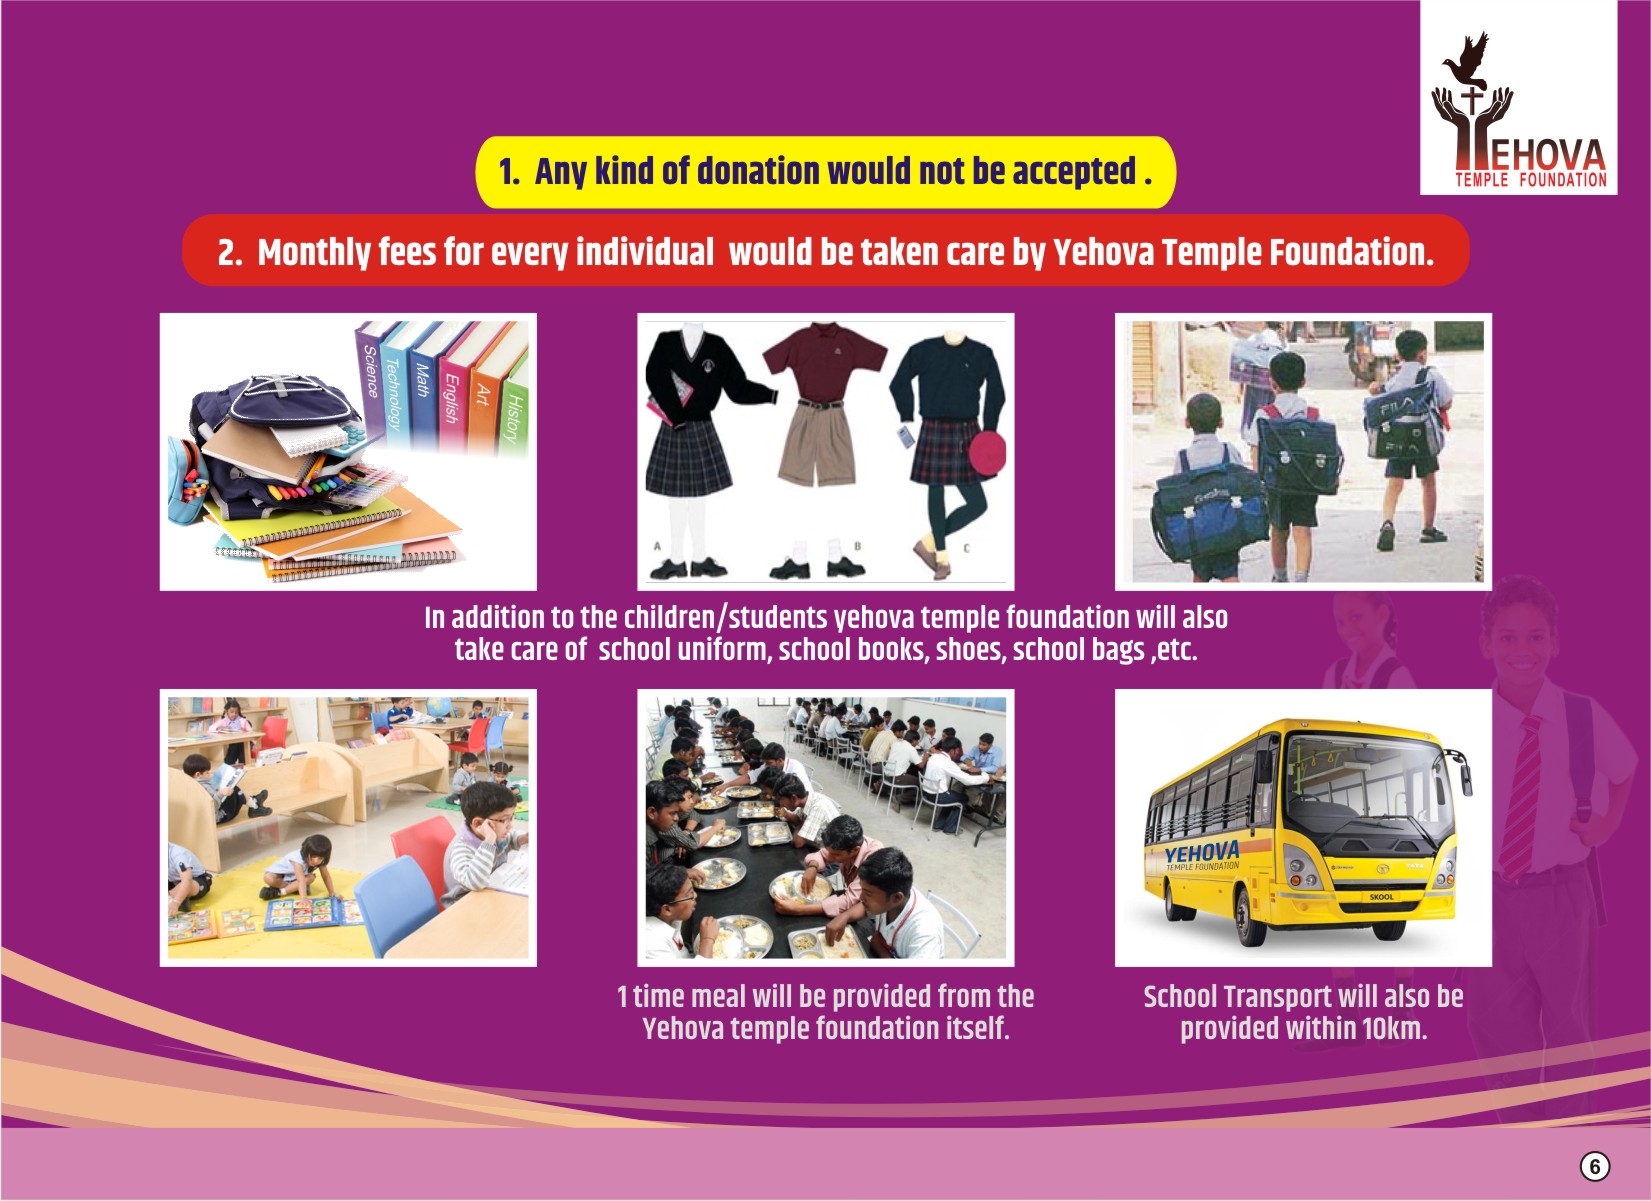 YEHOVA
TEMPLE FOUNDATION
1. Any kind of donation would not be accepted .
2. Monthly fees for every individual would be taken care by Yehova Temple Foundation.
Science
Technology
Math
English
Art
History
A
B
C
FILA
In addition to the children/students yehova temple foundation will also
take care of school uniform, school books, shoes, school bags ,etc.
YEHOVA
TEMPLE FOUNDATION
SKOOL
1 time meal will be provided from the
Yehova temple foundation itself.
School Transport will also be
provided within 10km.
6